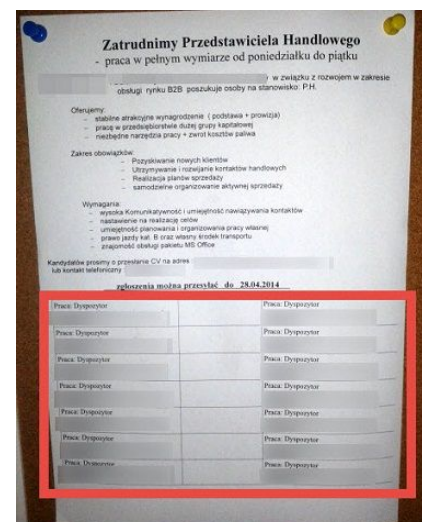 Zatrudnimy Przedstawiciela Handlowego
- praca w pełnym wymiarze od poniedziałku do piątku
w związku z rozwojem w zakresie
obsługi rynku B2B poszukuje osoby na stanowisko: P.H.
Oferujemy:
- stabilne atrakcyjne wynagrodzenie ( podstawa + prowizja)
- pracę w przedsiębiorstwie dużej grupy kapitałowej
- niezbędne narzędzia pracy + zwrot kosztów paliwa
Zakres obowiązków:
- Pozyskiwanie nowych klientów
- Utrzymywanie i rozwijanie kontaktów handlowych
- Realizacja planów sprzedaży
- samodzielne organizowanie aktywnej sprzedaży
Wymagania:
- wysoka Komunikatywność i umiejętność nawiązywania kontaktów
- nastawienie na realizację celów
- umiejętność planowania i organizowania pracy własnej
- prawo jazdy kat. B oraz własny środek transportu
- znajomość obsługi pakietu MS Office
Kandydatów prosimy o przesłanie CV na adres
lub kontakt telefoniczny
zgłoszenia można przesyłać do 28.04.2014
Praca: Dyspozytor Praca: Dyspozytor
Praca: Dyspozytor Praca: Dyspozytor
Praca: Dyspozytor Praca: Dyspozytor
Praca: Dyspozytor Praca: Dyspozytor
Praca: Dyspozytor Praca: Dyspozytor
Praca: Dyspozytor Praca: Dyspozytor
Praca: Dyspozytor Praca: Dyspozytor